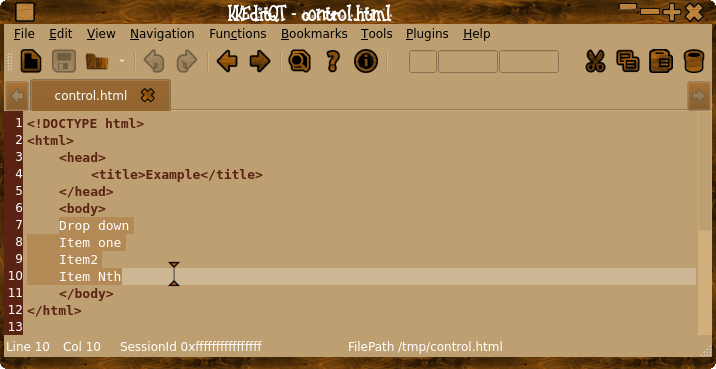 KKEditQT - control.html
File Edit View Navigation Functions Bookmarks Tools Plugins Help
control.html
1 <!DOCTYPE html>
2 <html>
3 <head>
4 <title>Example</title>
5 </head>
6 <body>
7 Drop down
8 Item one
9 Item2
10 Item Nth
11 </body>
12 </html>
13
Line 10 Col 10 SessionId 0xffffffffffffffff FilePath /tmp/control.html